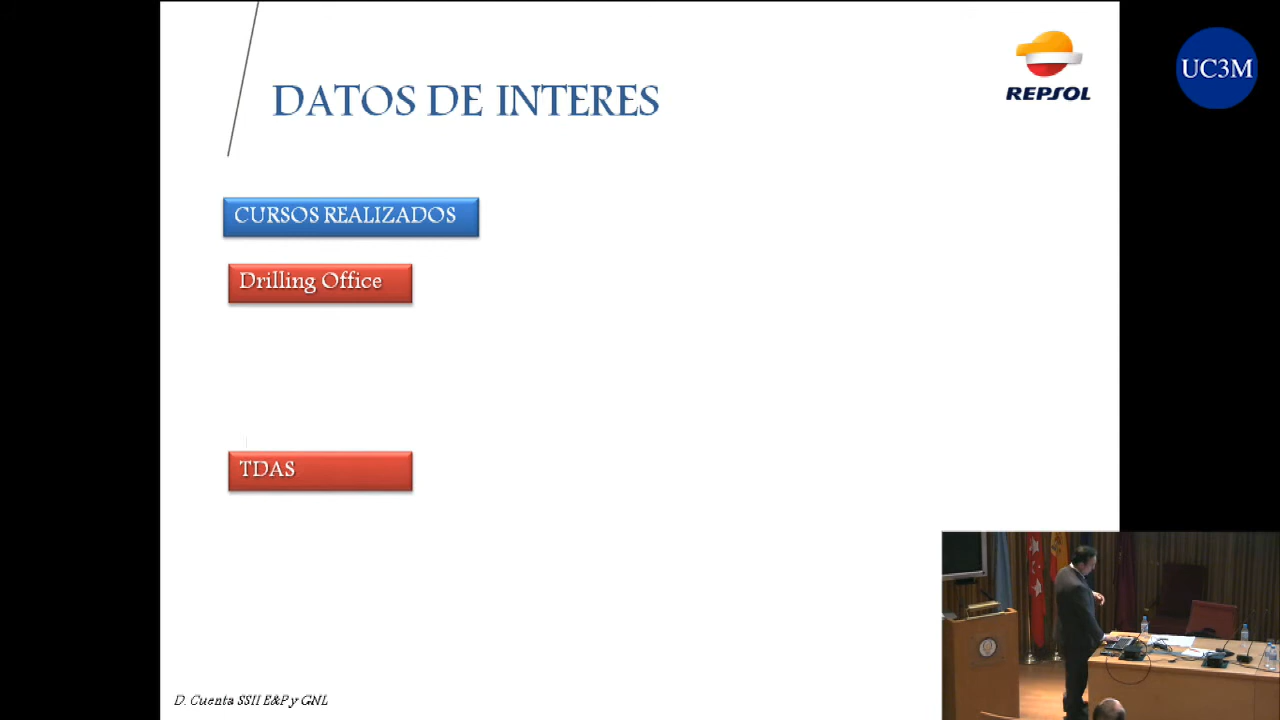 DATOS DE INTERES
REPSOL
UC3M
CURSOS REALIZADOS
Drilling Office
TDAS
D. Cuenta SSII E&P y GNL